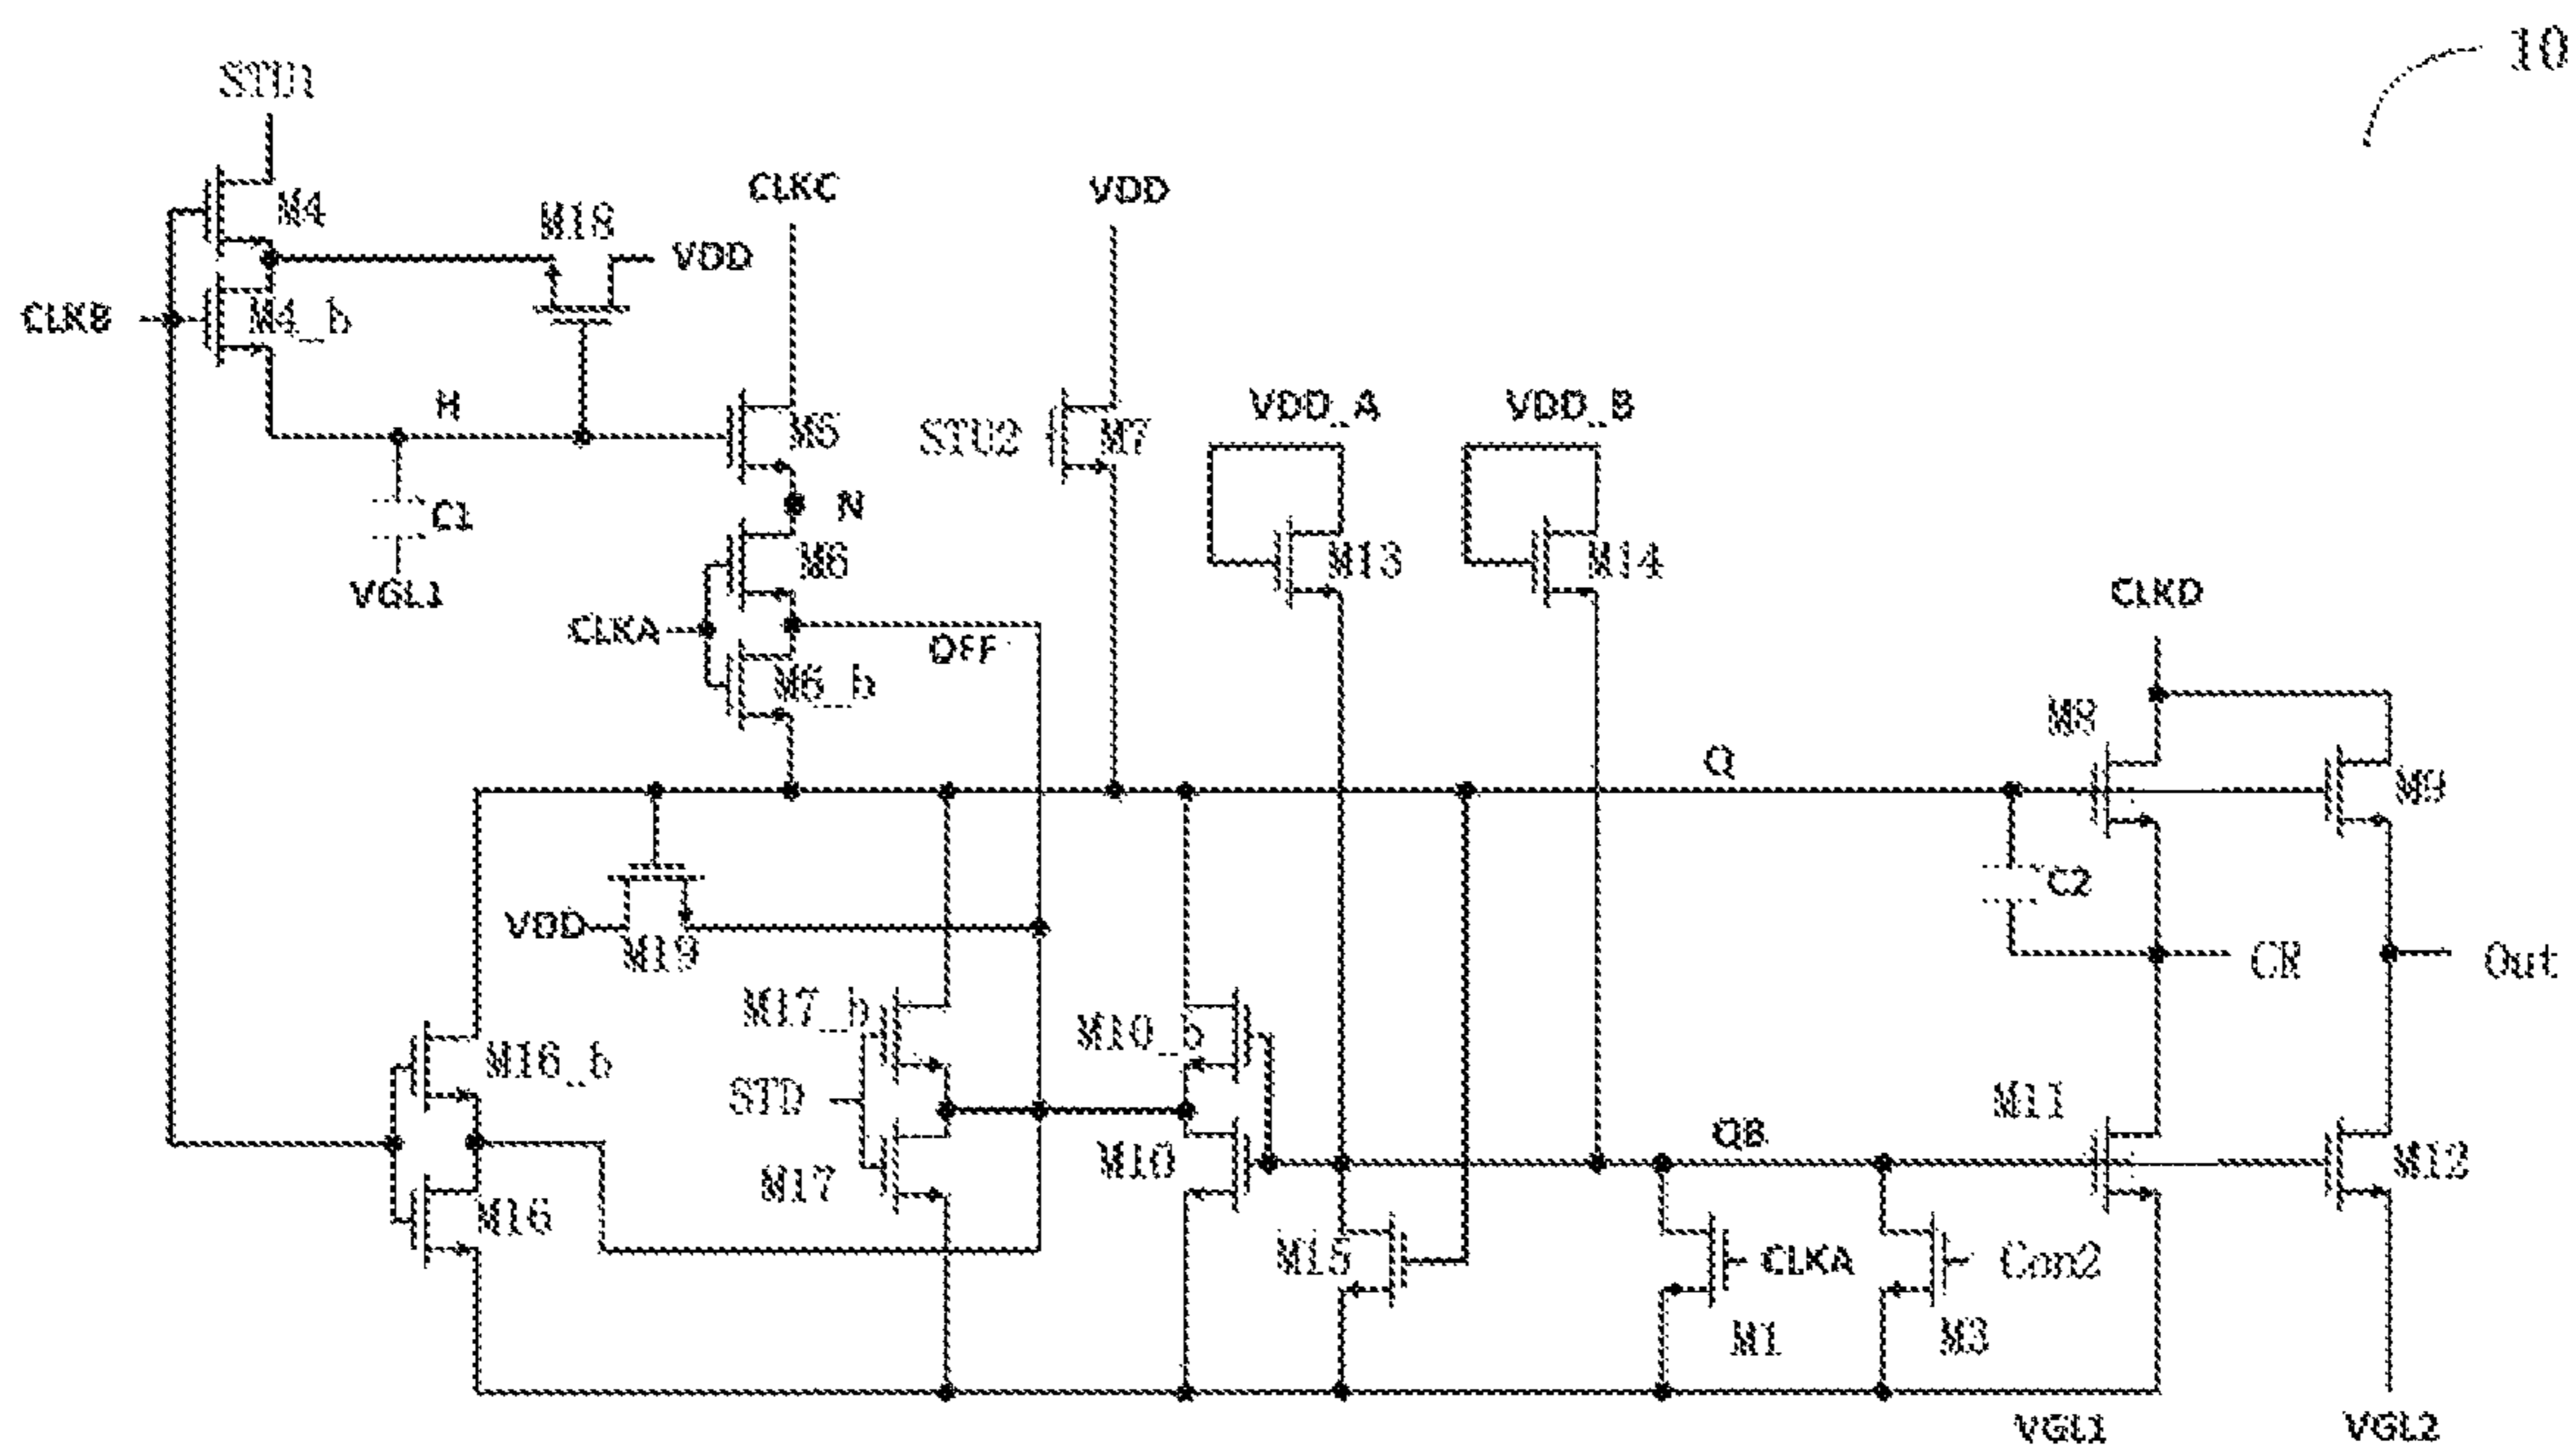 10
STU1
CLKC
VDD
M4
M18
VDD
CLKB
M4_b
H
M5
STU2
M7
VDD_A
VDD_B
C1
N
VGL1
M6
M13
M14
CLKD
CLKA
OFF
M6_b
M8
Q
M9
C2
VDD
M19
CR
Out
M17_b
M10_b
M16_b
STD
M11
QB
M17
M10
M12
M16
M15
CLKA
Con2
M1
M3
VGL1
VGL2